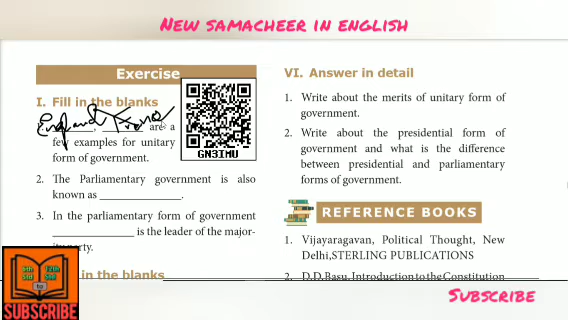 New samacheer in english
Exercise
I. Fill in the blanks
are a
few examples for unitary
form of government.
2. The Parliamentary government is also
known as _______________.
3. In the parliamentary form of government
_______________ is the leader of the major-
party.
in the blanks
GN3IMU
VI. Answer in detail
1. Write about the merits of unitary form of
government.
2. Write about the presidential form of
government and what is the difference
between presidential and parliamentary
forms of government.
REFERENCE BOOKS
1. Vijayaragavan, Political Thought, New
Delhi,STERLING PUBLICATIONS
2. D.D.Basu, Introduction to the Constitution
to
SUBSCRIBE
Subscribe